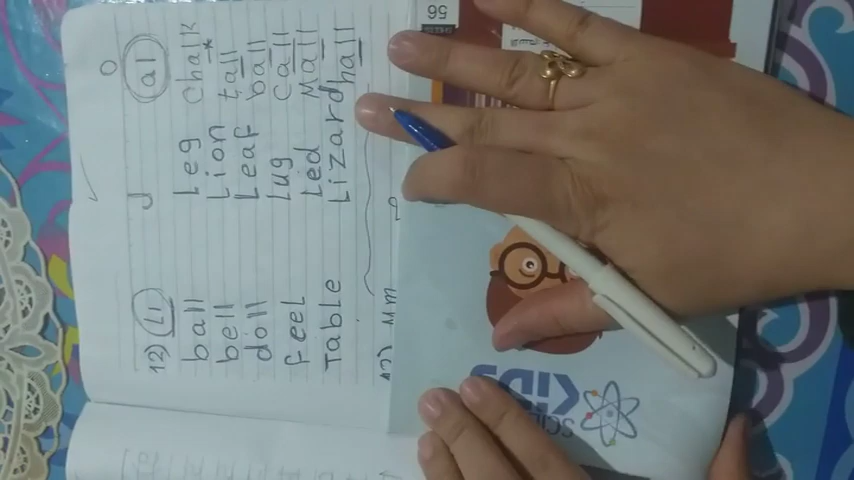 12) Ll J al
ball Leg chalk
bell Lion tall
doll Leaf ball
feel Lug call
Table Led Mall
Lizard hall
13) Mm
56
KiDS